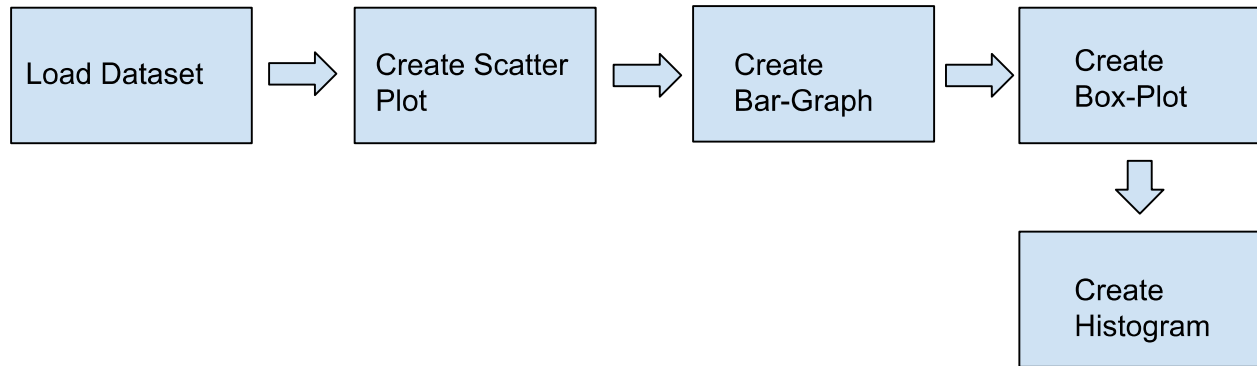 Load Dataset
Create Scatter
Plot
Create
Bar-Graph
Create
Box-Plot
Create
Histogram